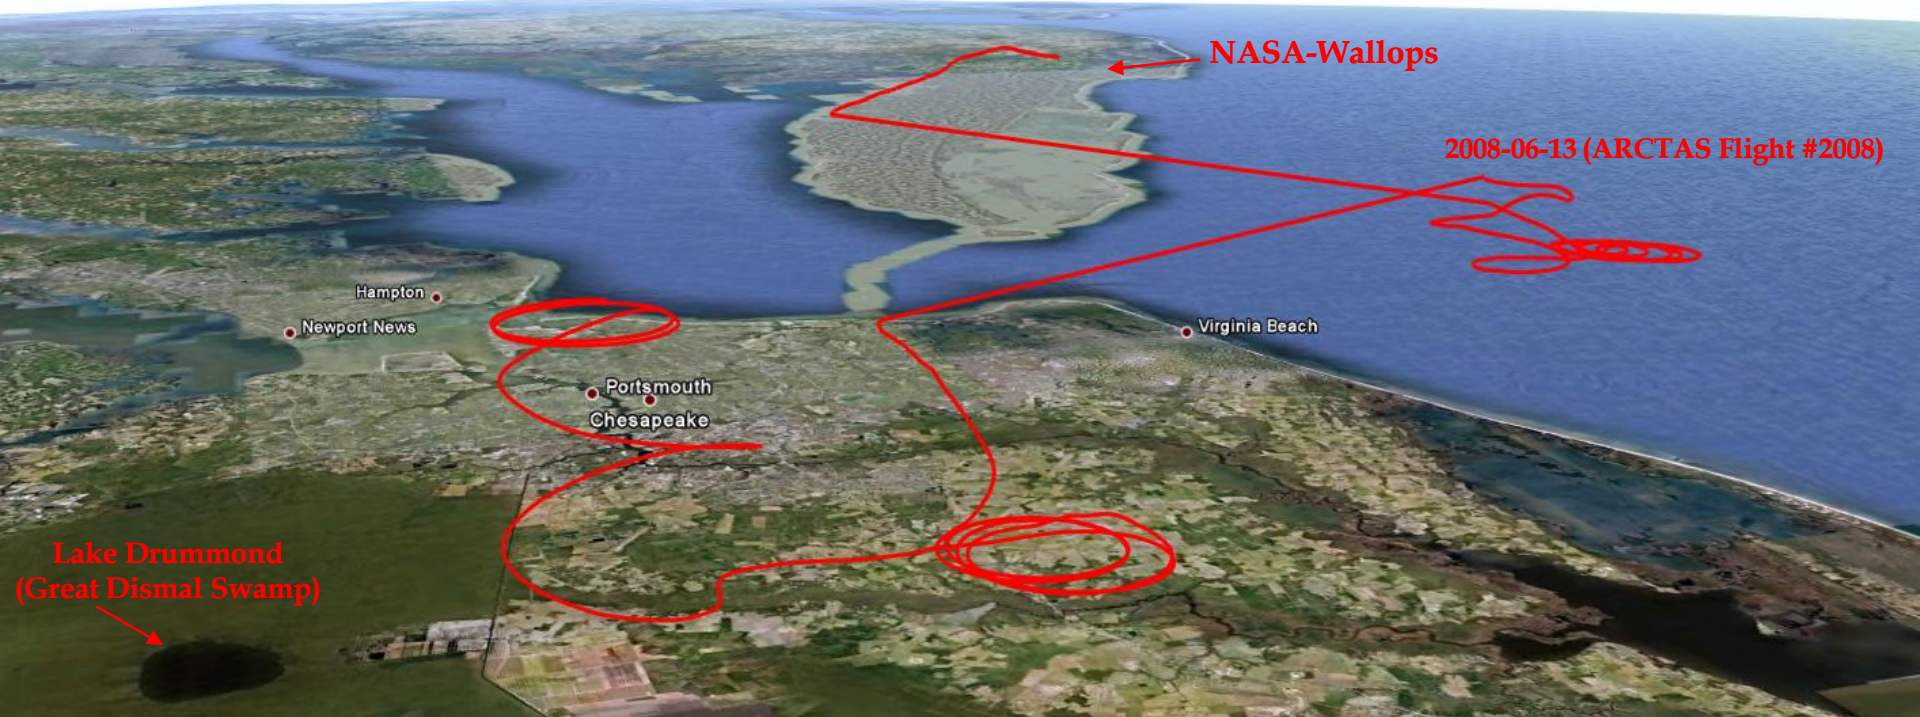 NASA-Wallops
2008-06-13 (ARCTAS Flight #2008)
Hampton
Newport News
Virginia Beach
Portsmouth
Chesapeake
Lake Drummond
(Great Dismal Swamp)